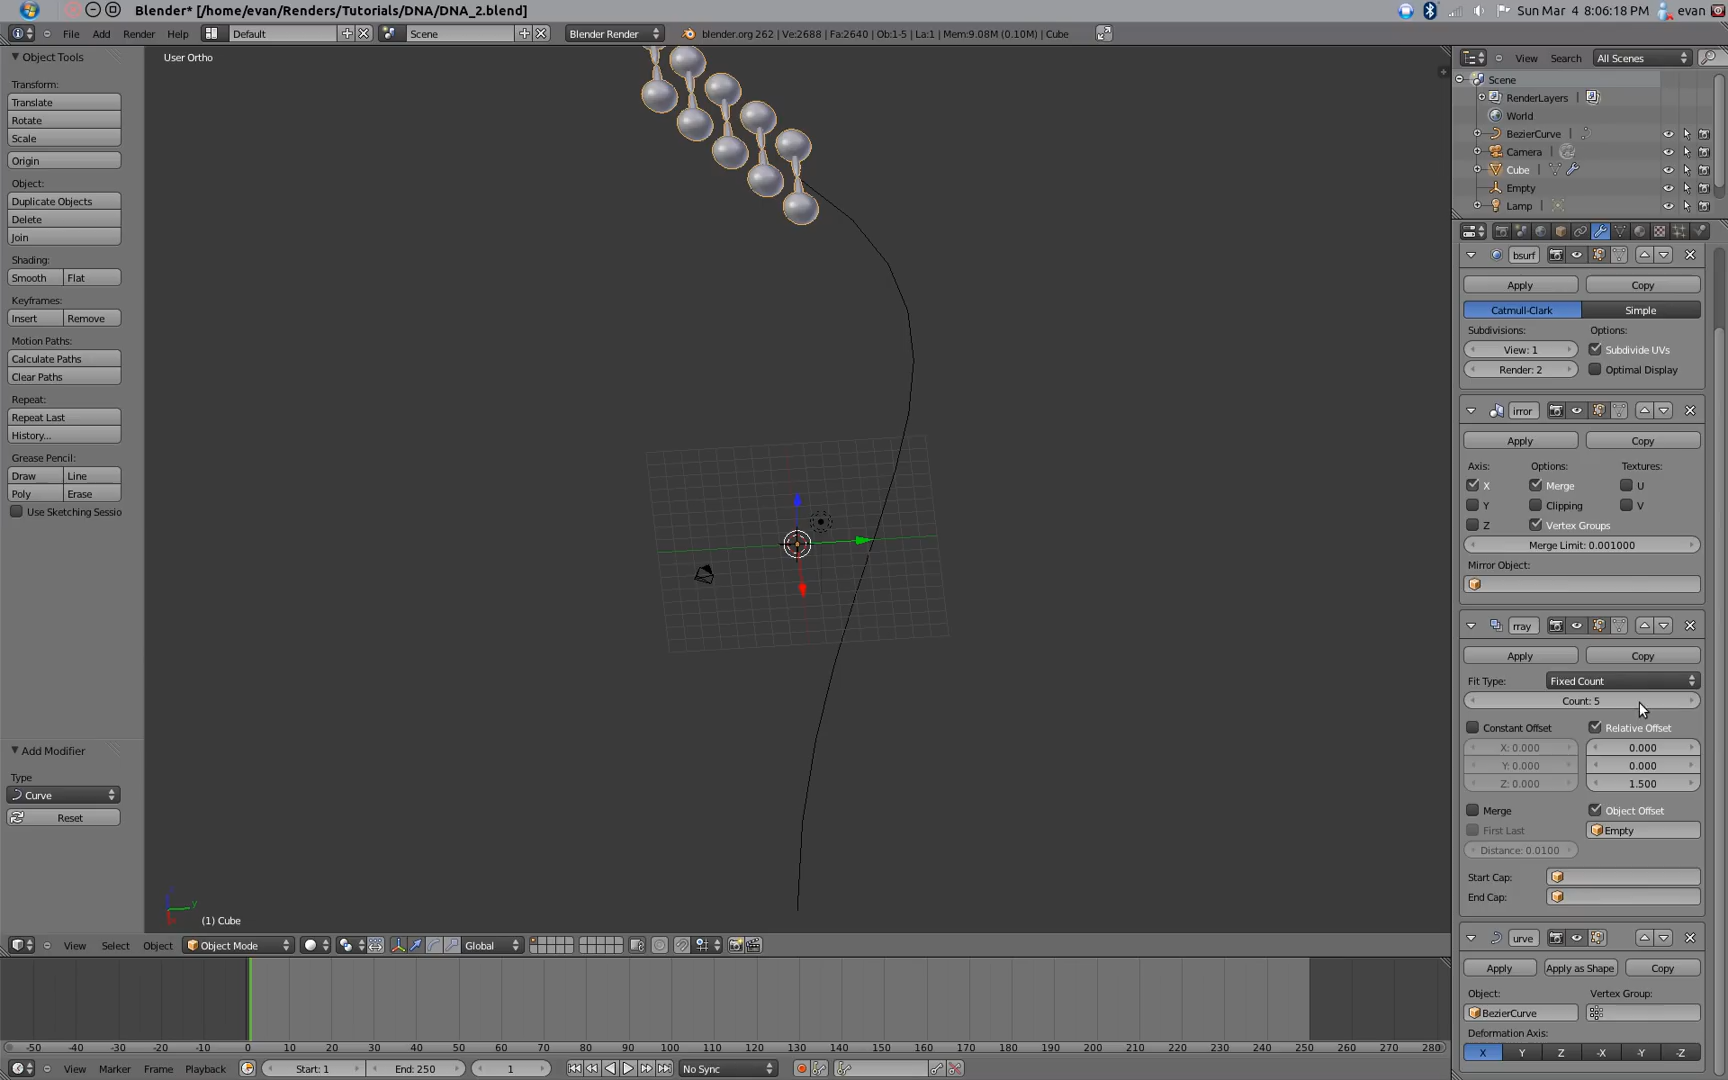 Blender* [/home/evan/Renders/Tutorials/DNA/DNA_2.blend]
Sun Mar 4 8:06:18 PM evan
File Add Render Help Default Scene Blender Render blender.org 262 | Ve:2688 | Fa:2640 | Ob:1-5 | La:1 | Mem:9.08M (0.10M) | Cube
View Search All Scenes
Object Tools
User Ortho
Transform:
Translate
Rotate
Scale
Origin
Object:
Duplicate Objects
Delete
Join
Shading:
Smooth Flat
Keyframes:
Insert Remove
Motion Paths:
Calculate Paths
Clear Paths
Repeat:
Repeat Last
History...
Grease Pencil:
Draw Line
Poly Erase
Use Sketching Sessio
Add Modifier
Type
Curve
Reset
Scene
RenderLayers
World
BezierCurve
Camera
Cube
Empty
Lamp
bsurf
Apply Copy
Catmull-Clark Simple
Subdivisions: Options:
View: 1 Subdivide UVs
Render: 2 Optimal Display
irror
Apply Copy
Axis: Options: Textures:
X Merge U
Y Clipping V
Z Vertex Groups
Merge Limit: 0.001000
Mirror Object:
rray
Apply Copy
Fit Type: Fixed Count
Count: 5
Constant Offset Relative Offset
X: 0.000 0.000
Y: 0.000 0.000
Z: 0.000 1.500
Merge Object Offset
First Last Empty
Distance: 0.0100
Start Cap:
End Cap:
urve
Apply Apply as Shape Copy
Object: Vertex Group:
BezierCurve
Deformation Axis:
X Y Z -X -Y -Z
y
(1) Cube
View Select Object Object Mode Global
-50 -40 -30 -20 -10 0 10 20 30 40 50 60 70 80 90 100 110 120 130 140 150 160 170 180 190 200 210 220 230 240 250 260 270 280
View Marker Frame Playback Start: 1 End: 250 1 No Sync